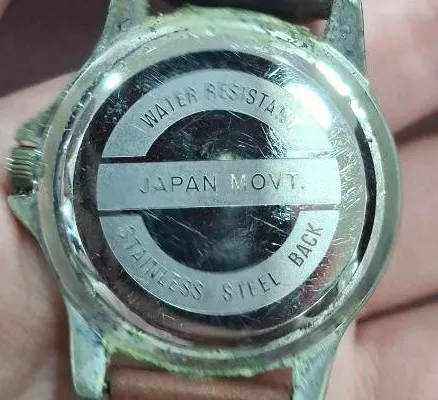 WATER RESISTANT
JAPAN MOVT.
STAINLESS STEEL BACK